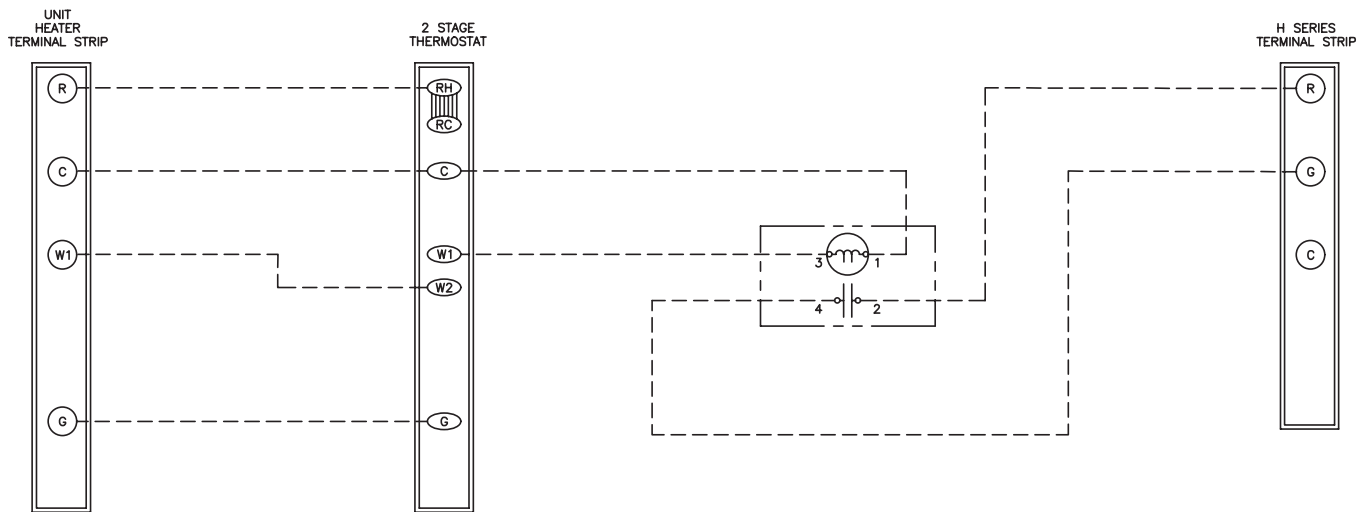 UNIT
HEATER
TERMINAL STRIP
2 STAGE
THERMOSTAT
H SERIES
TERMINAL STRIP
R
RH
R
RC
C
C
G
W1
W1
3
1
C
W2
4
2
G
G